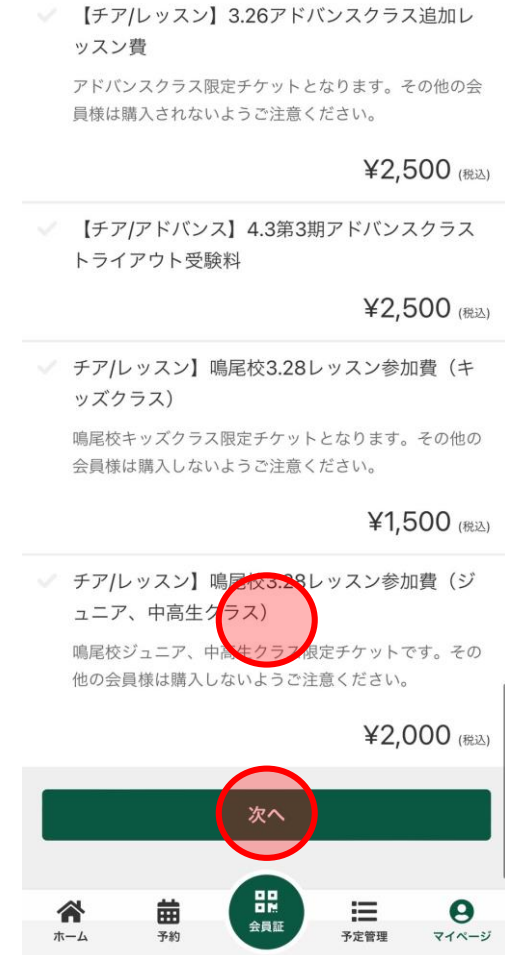 【チア/レッスン】3.26アドバンスクラス追加レ
ッスン費
アドバンスクラス限定チケットとなります。その他の会
員様は購入されないようご注意ください。
¥2,500 (税込)
【チア/アドバンス】4.3第3期アドバンスクラス
トライアウト受験料
¥2,500 (税込)
チア/レッスン】鳴尾校3.28レッスン参加費（キ
ッズクラス）
鳴尾校キッズクラス限定チケットとなります。その他の
会員様は購入しないようご注意ください。
¥1,500 (税込)
チア/レッスン】鳴尾校3.28レッスン参加費（ジ
ュニア、中高生クラス）
鳴尾校ジュニア、中高生クラス限定チケットです。その
他の会員様は購入しないようご注意ください。
¥2,000 (税込)
次へ
ホーム 予約 会員証 予定管理 マイページ